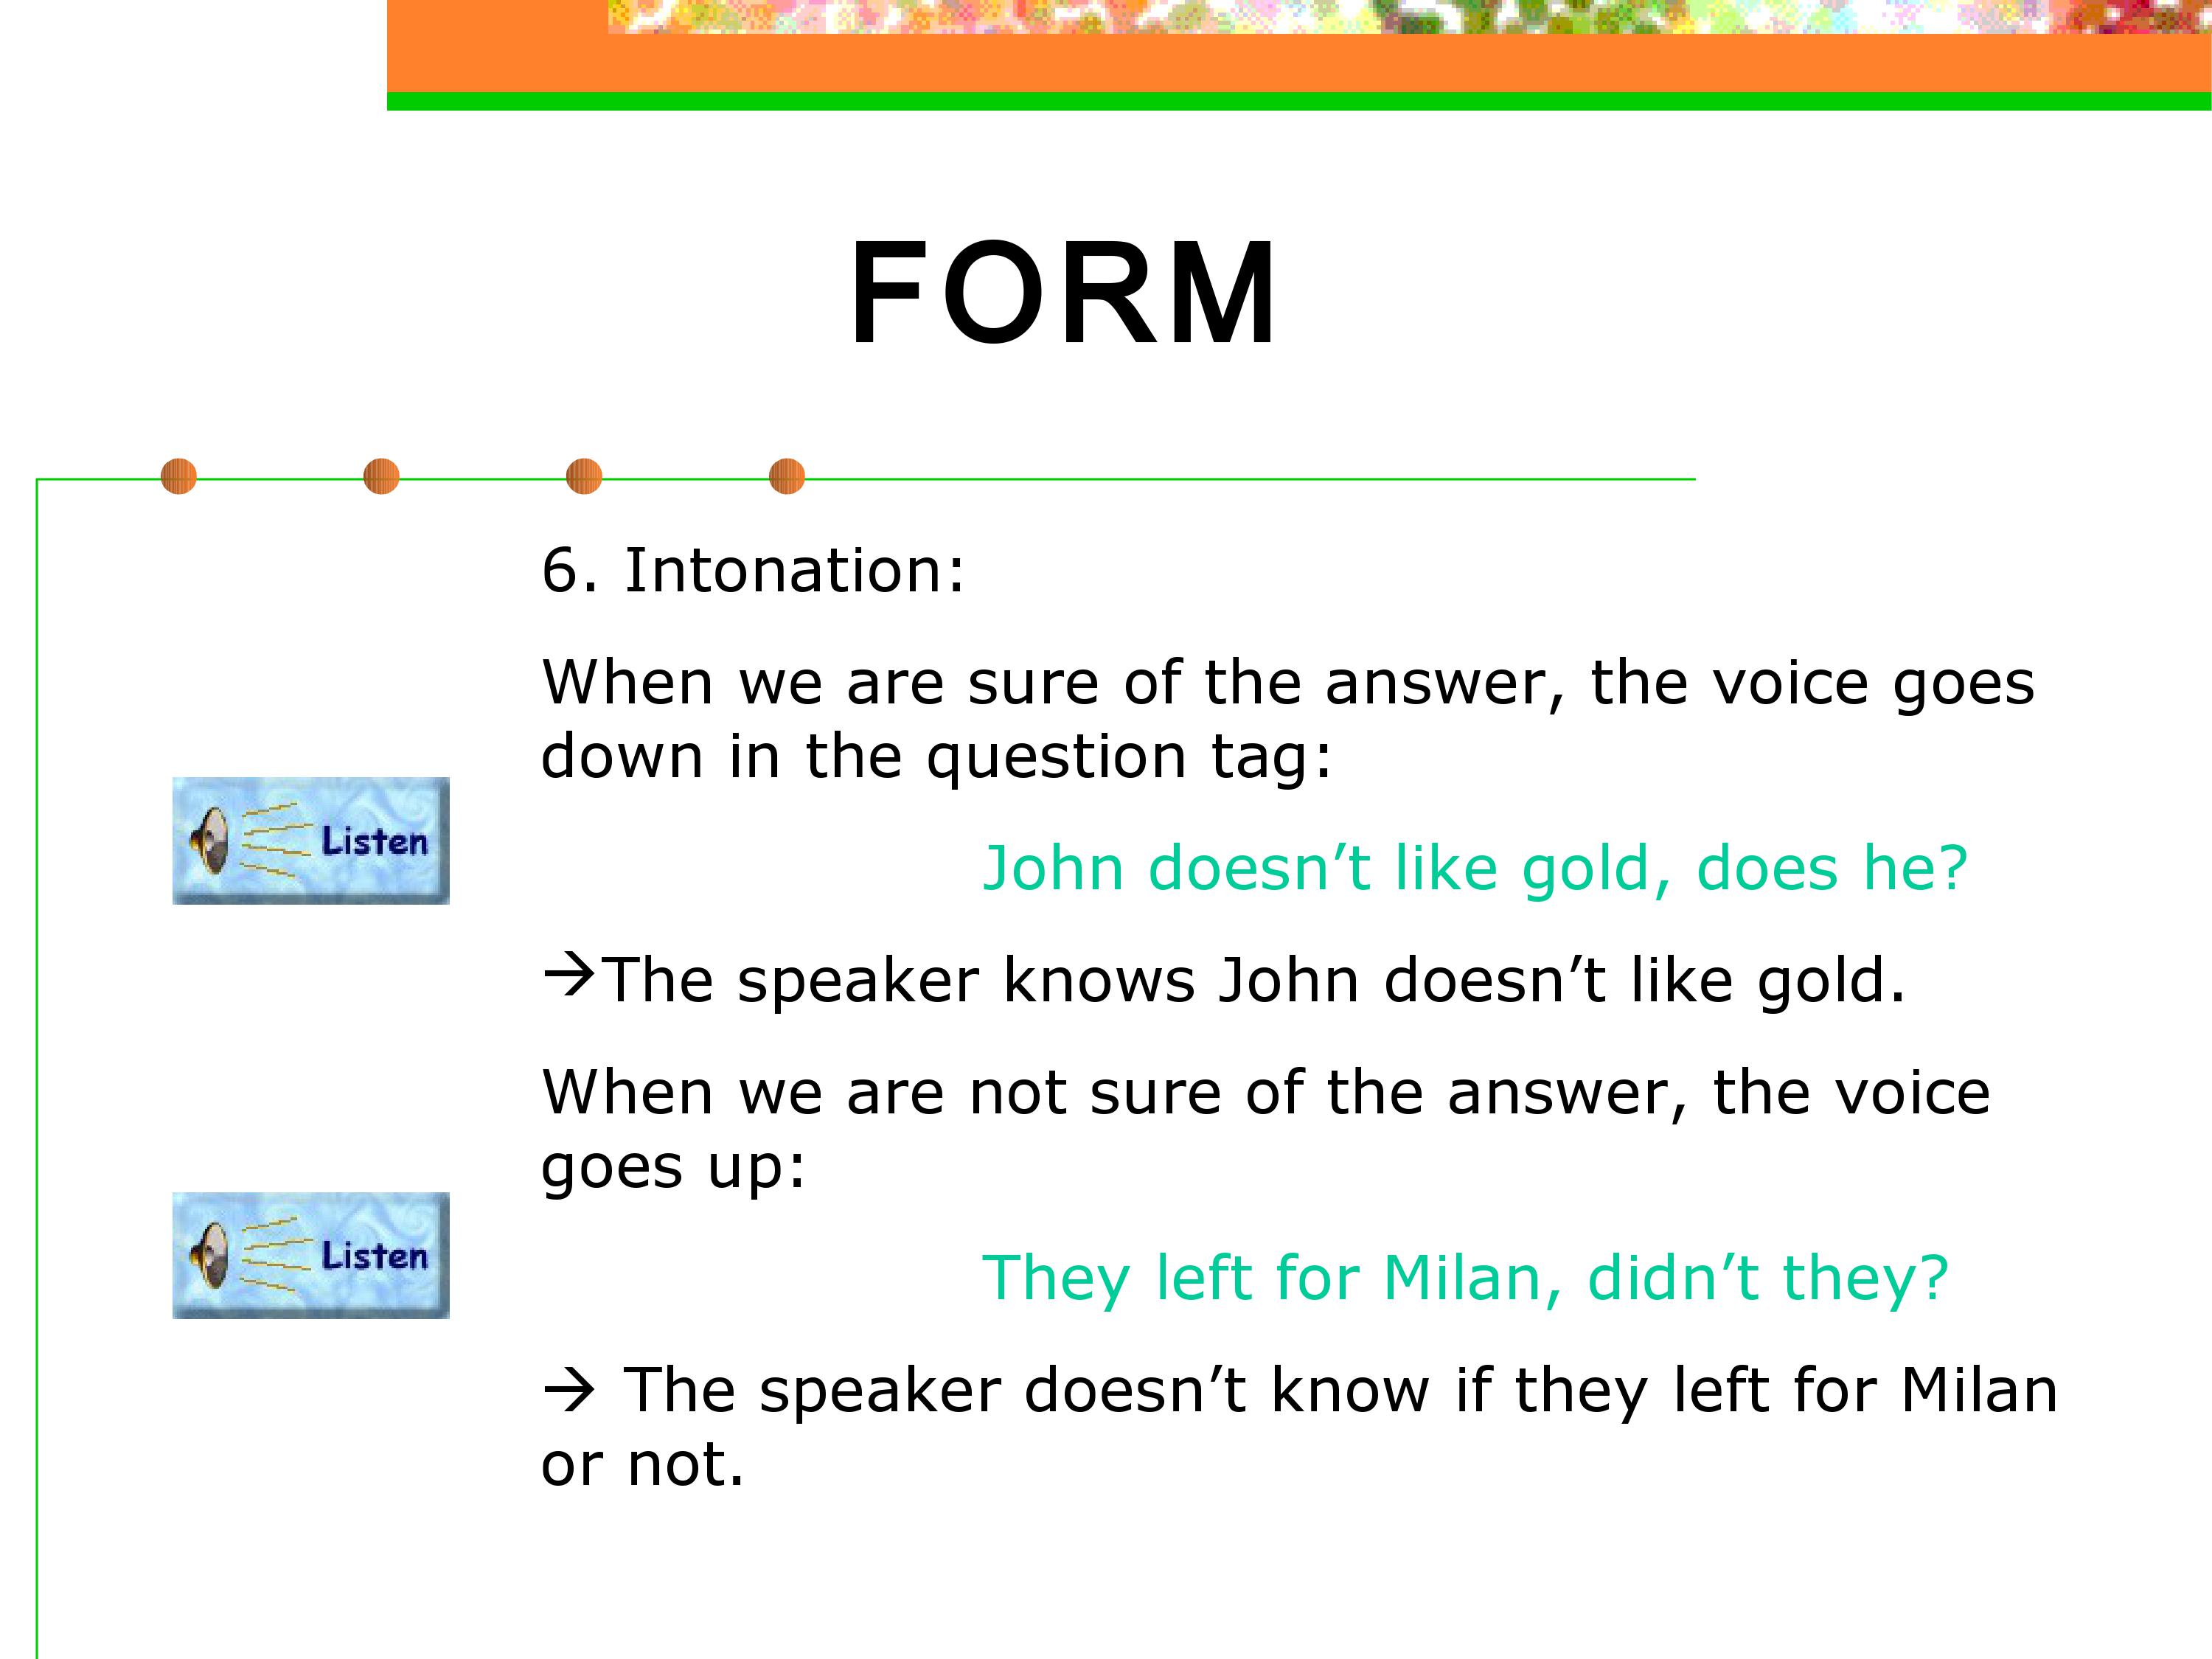 FORM
6. Intonation:
When we are sure of the answer, the voice goes
down in the question tag:
Listen
John doesn’t like gold, does he?
→The speaker knows John doesn’t like gold.
When we are not sure of the answer, the voice
goes up:
Listen
They left for Milan, didn’t they?
→ The speaker doesn’t know if they left for Milan
or not.